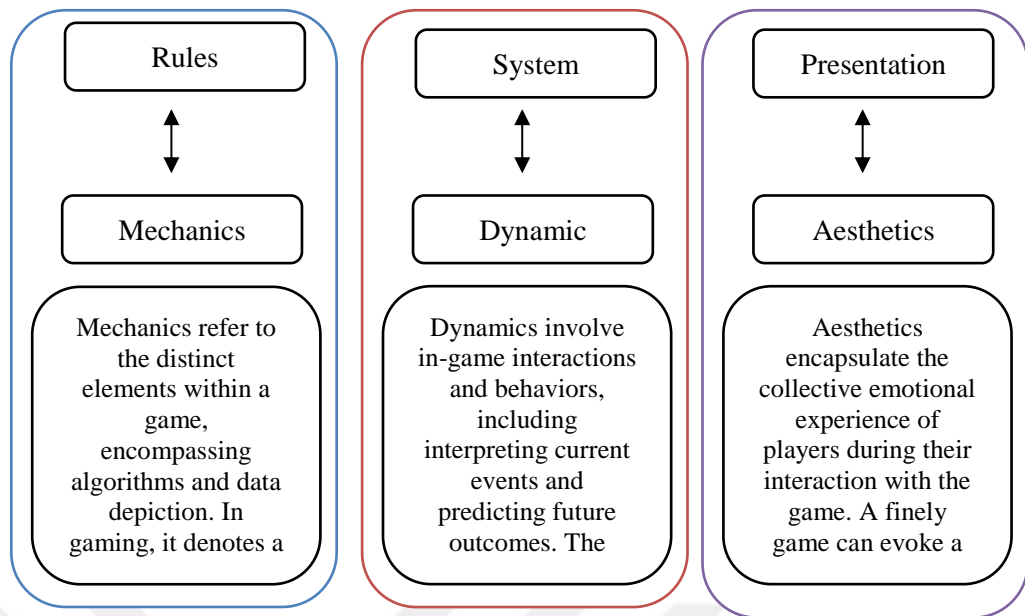 Rules
Mechanics
Mechanics refer to
the distinct
elements within a
game,
encompassing
algorithms and data
depiction. In
gaming, it denotes a
System
Dynamic
Dynamics involve
in-game interactions
and behaviors,
including
interpreting current
events and
predicting future
outcomes. The
Presentation
Aesthetics
Aesthetics
encapsulate the
collective emotional
experience of
players during their
interaction with the
game. A finely
game can evoke a